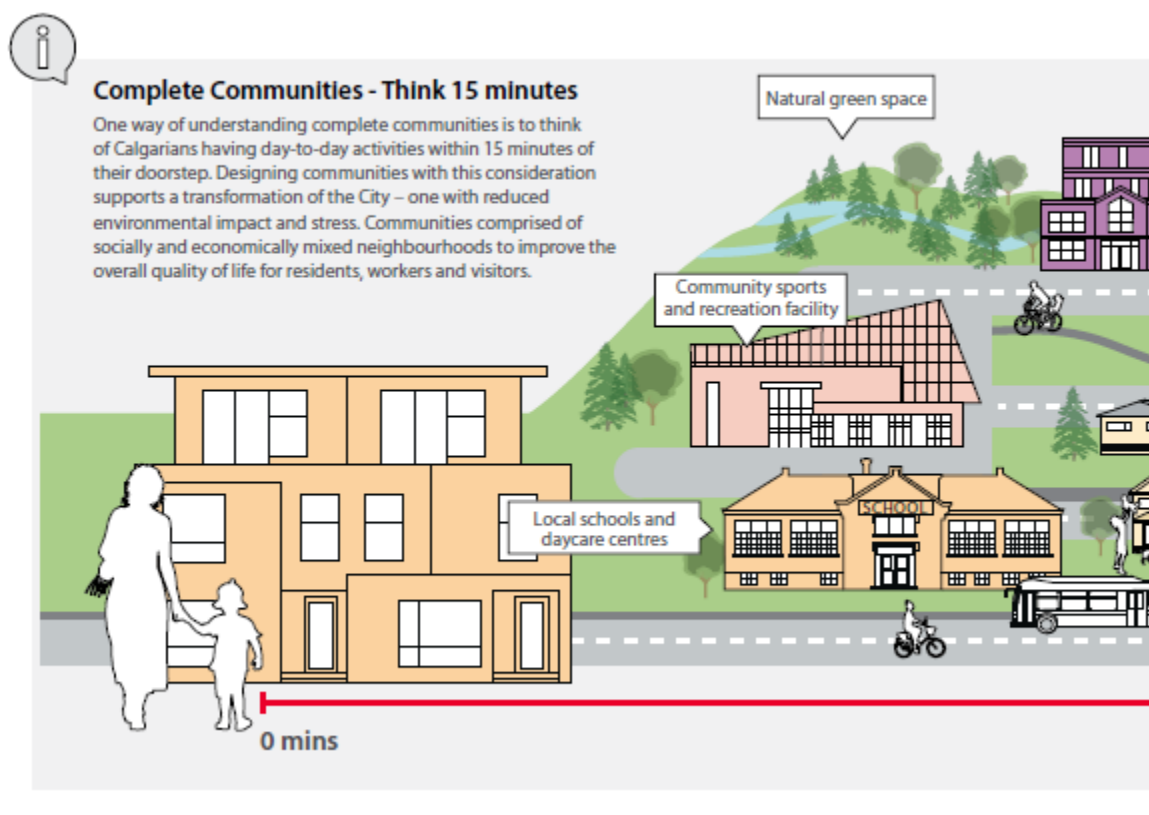 Complete Communities - Think 15 minutes
One way of understanding complete communities is to think
of Calgarians having day-to-day activities within 15 minutes of
their doorstep. Designing communities with this consideration
supports a transformation of the City – one with reduced
environmental impact and stress. Communities comprised of
socially and economically mixed neighbourhoods to improve the
overall quality of life for residents, workers and visitors.
Natural green space
Community sports
and recreation facility
Local schools and
daycare centres
SCHOOL
0 mins